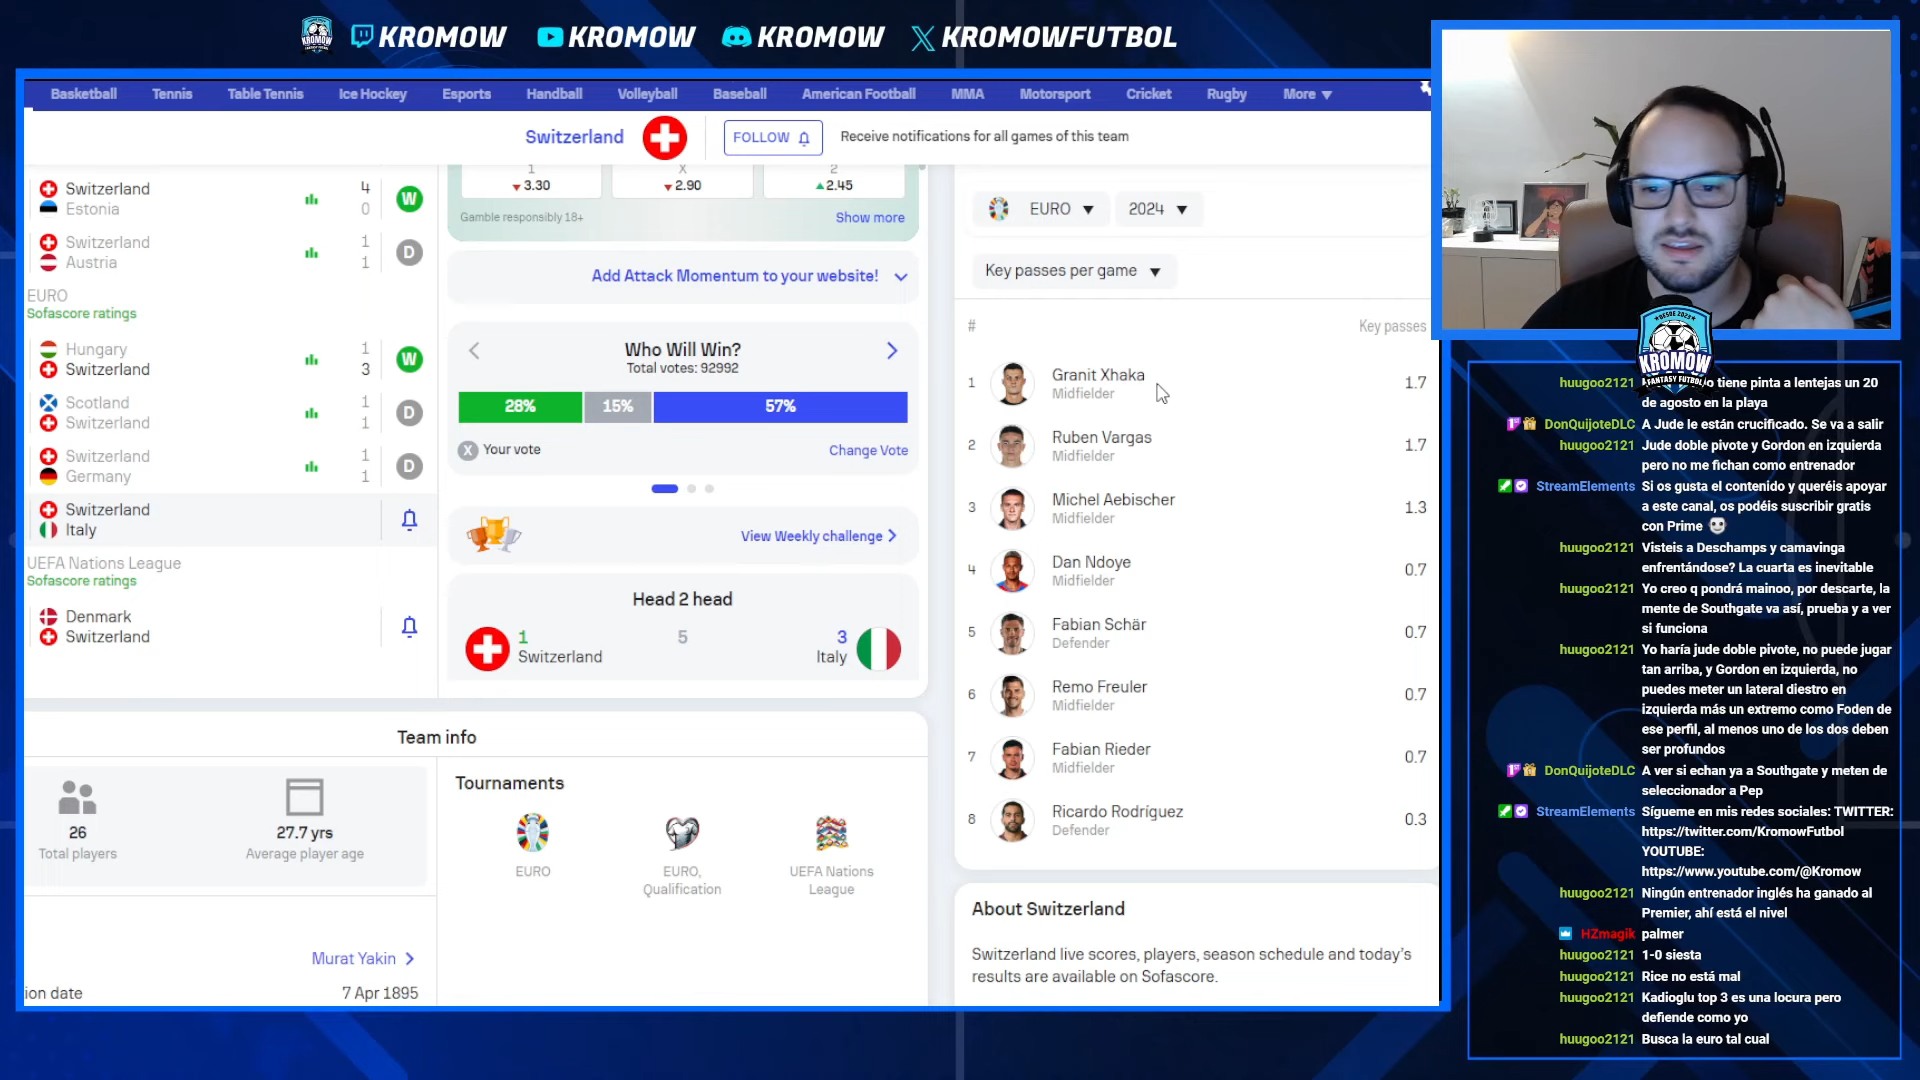 KROMOW KROMOW KROMOW KROMOWFUTBOL
Basketball Tennis Table Tennis Ice Hockey Esports Handball Volleyball Baseball American Football MMA Motorsport Cricket Rugby More
Switzerland FOLLOW Receive notifications for all games of this team
Switzerland 4
Estonia 0
W
Switzerland 1
Austria 1
D
EURO
Sofascore ratings
Hungary 1
Switzerland 3
W
Scotland 1
Switzerland 1
D
Switzerland 1
Germany 1
D
Switzerland
Italy
UEFA Nations League
Sofascore ratings
Denmark
Switzerland
1 X 2
3.30 2.90 2.45
Gamble responsibly 18+ Show more
Add Attack Momentum to your website!
Who Will Win?
Total votes: 92992
28% 15% 57%
X Your vote Change Vote
View Weekly challenge
Head 2 head
1 5 3
Switzerland Italy
Team info
26
Total players
27.7 yrs
Average player age
Murat Yakin
ion date 7 Apr 1895
Tournaments
EURO
EURO,
Qualification
UEFA Nations
League
EURO 2024
Key passes per game
# Key passes
1 Granit Xhaka 1.7
Midfielder
2 Ruben Vargas 1.7
Midfielder
3 Michel Aebischer 1.3
Midfielder
4 Dan Ndoye 0.7
Midfielder
5 Fabian Schär 0.7
Defender
6 Remo Freuler 0.7
Midfielder
7 Fabian Rieder 0.7
Midfielder
8 Ricardo Rodríguez 0.3
Defender
About Switzerland
Switzerland live scores, players, season schedule and today's
results are available on Sofascore.
DESDE 2023
KROMOW
FANTASY FUTBOL
huugoo2121 tiene pinta a lentejas un 20
de agosto en la playa
DonQuijoteDLC A Jude le están crucificado. Se va a salir
huugoo2121 Jude doble pivote y Gordon en izquierda
pero no me fichan como entrenador
StreamElements Si os gusta el contenido y queréis apoyar
a este canal, os podéis suscribir gratis
con Prime
huugoo2121 Visteis a Deschamps y camavinga
enfrentándose? La cuarta es inevitable
huugoo2121 Yo creo q pondrá mainoo, por descarte, la
mente de Southgate va así, prueba y a ver
si funciona
huugoo2121 Yo haría jude doble pivote, no puede jugar
tan arriba, y Gordon en izquierda, no
puedes meter un lateral diestro en
izquierda más un extremo como Foden de
ese perfil, al menos uno de los dos deben
ser profundos
DonQuijoteDLC A ver si echan ya a Southgate y meten de
seleccionador a Pep
StreamElements Sígueme en mis redes sociales: TWITTER:
https://twitter.com/KromowFutbol
YOUTUBE:
https://www.youtube.com/@Kromow
huugoo2121 Ningún entrenador inglés ha ganado al
Premier, ahí está el nivel
HZmagik palmer
huugoo2121 1-0 siesta
huugoo2121 Rice no está mal
huugoo2121 Kadioglu top 3 es una locura pero
defiende como yo
huugoo2121 Busca la euro tal cual